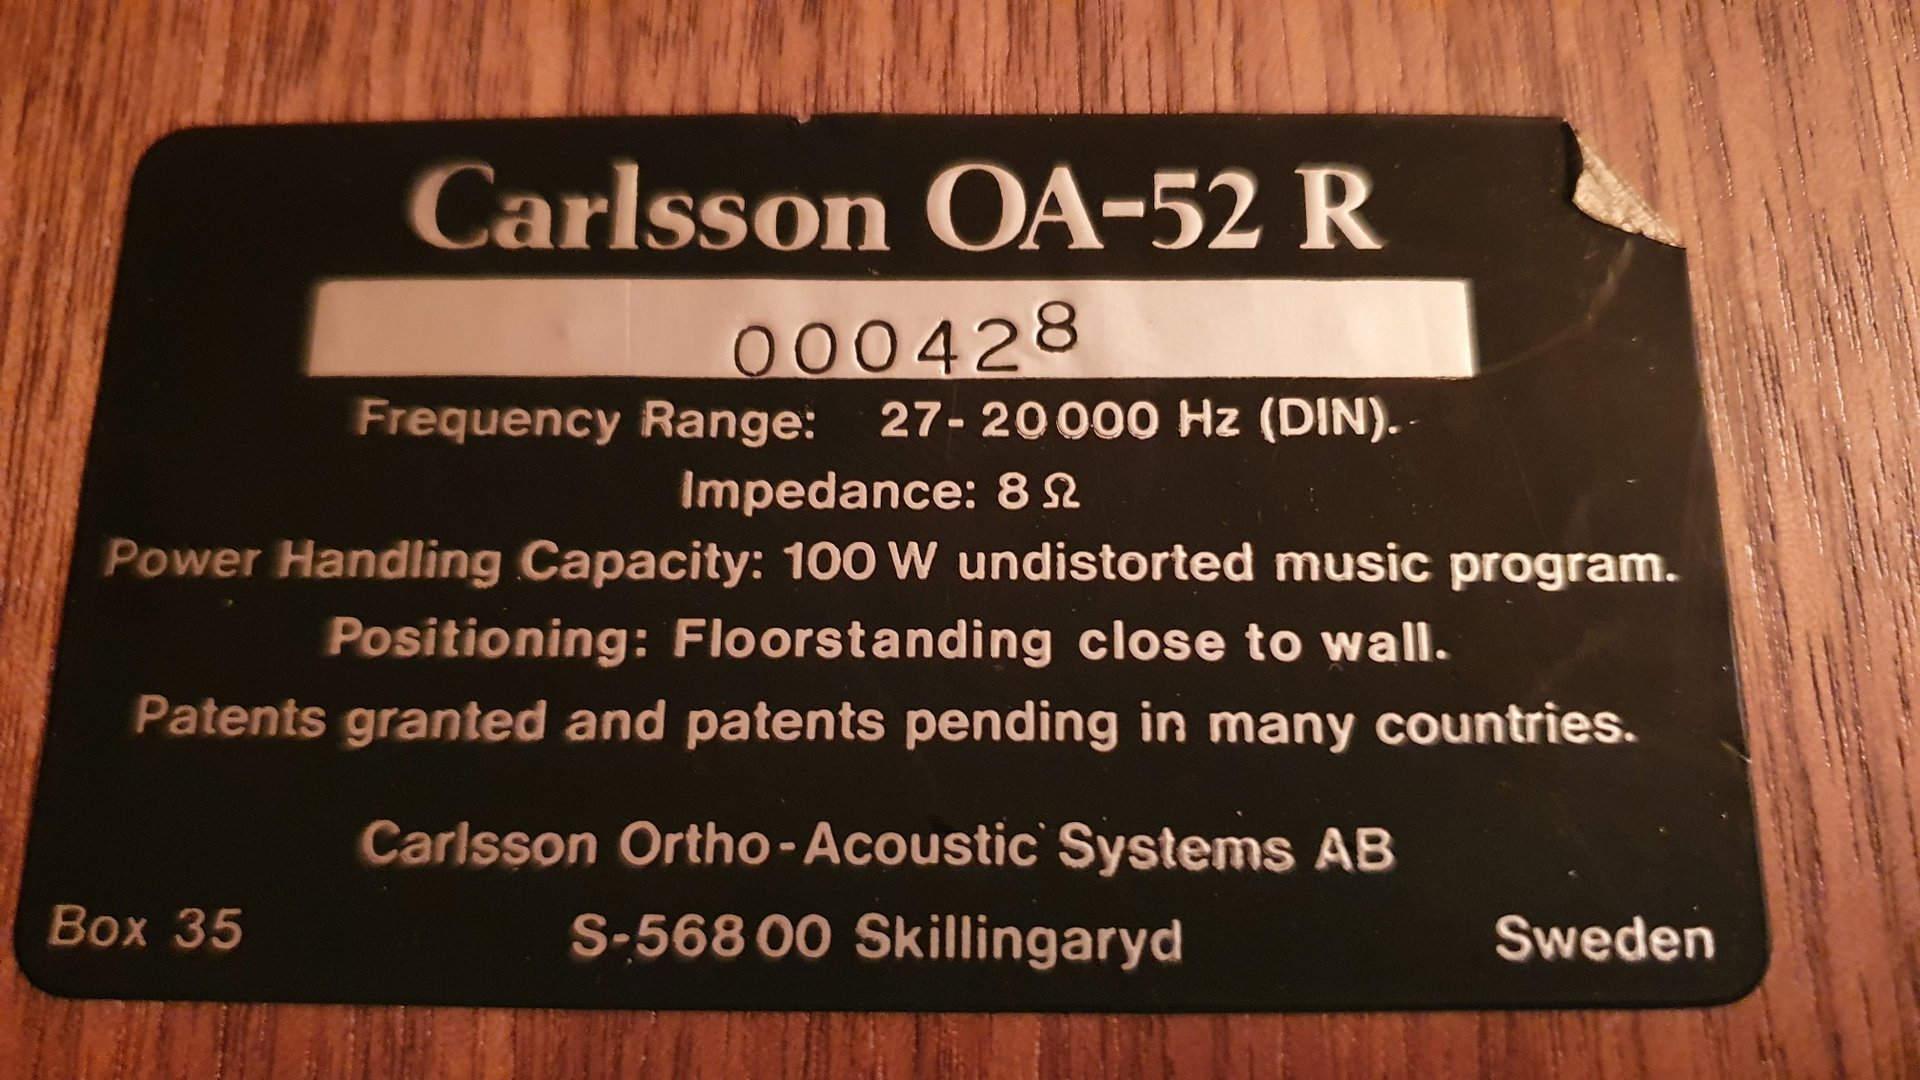 Carlsson OA-52 R
000428
Frequency Range: 27-20000 Hz (DIN).
Impedance: 8 Ω
Power Handling Capacity: 100 W undistorted music program.
Positioning: Floorstanding close to wall.
Patents granted and patents pending in many countries.
Carlsson Ortho-Acoustic Systems AB
Box 35 S-568 00 Skillingaryd Sweden